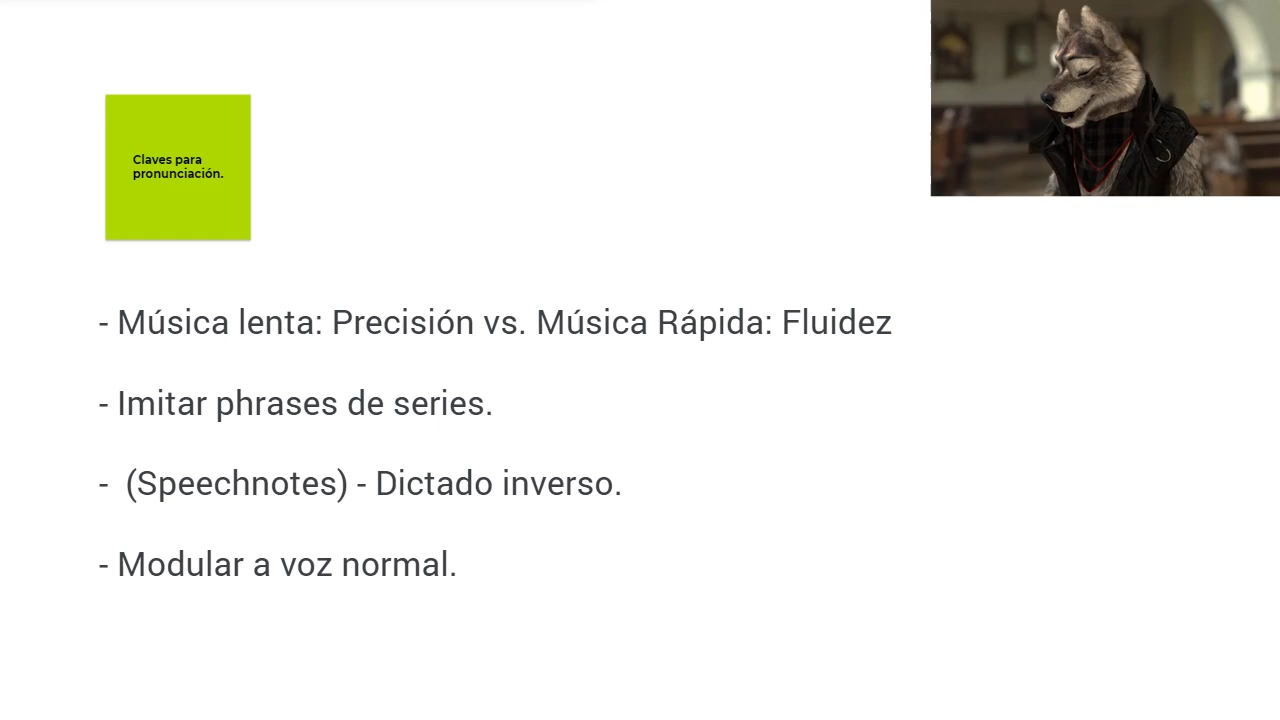 Claves para
pronunciación.
- Música lenta: Precisión vs. Música Rápida: Fluidez
- Imitar phrases de series.
- (Speechnotes) - Dictado inverso.
- Modular a voz normal.